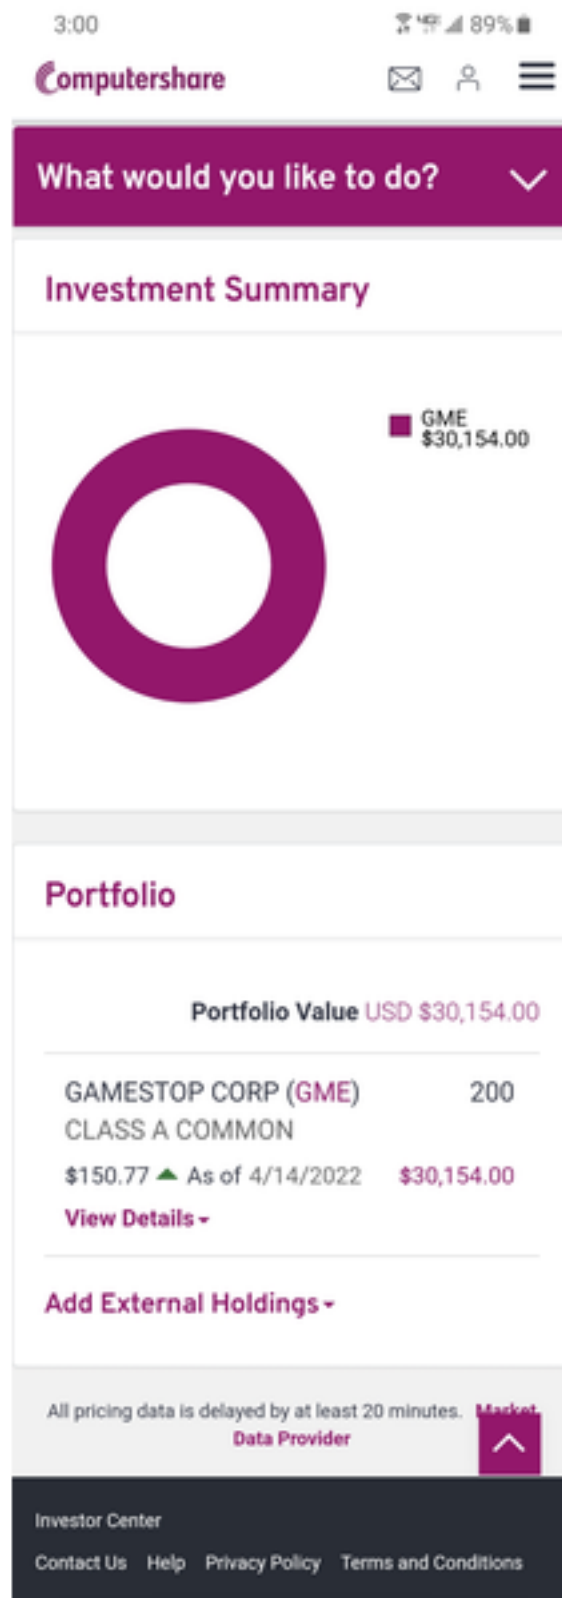 3:00 89%
Computershare
What would you like to do?
Investment Summary
GME
$30,154.00
Portfolio
Portfolio Value USD $30,154.00
GAMESTOP CORP (GME) 200
CLASS A COMMON
$150.77 As of 4/14/2022 $30,154.00
View Details
Add External Holdings
All pricing data is delayed by at least 20 minutes. Market
Data Provider
Investor Center
Contact Us Help Privacy Policy Terms and Conditions